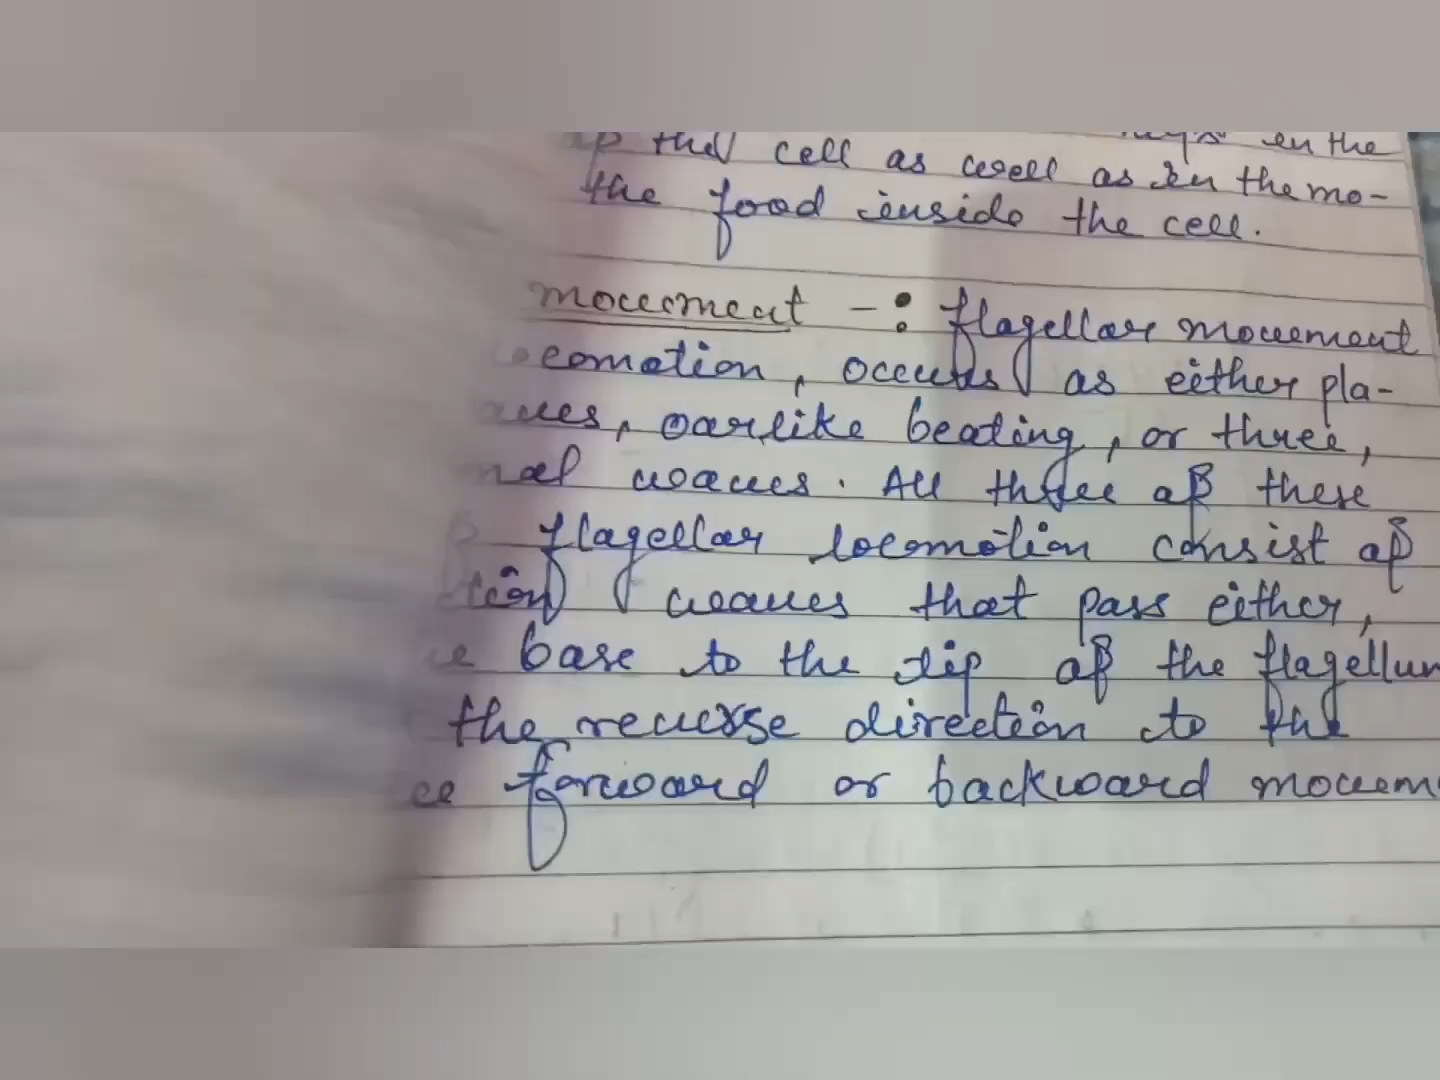 the cell as well as in the mo-
the food inside the cell.
movement -: flagellar movement
comotion, occurs as either pla-
oarlike beating, or three,
waves. All three of these
flagellar locomotion consist of
waves that pass either,
base to the tip of the flagellum
the reverse direction to the
forward or backward movem